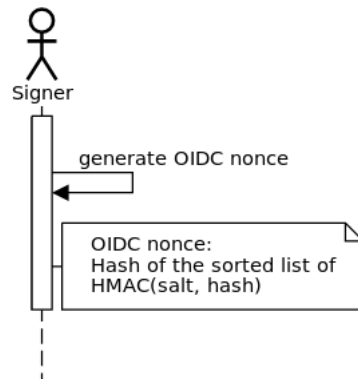 Signer
generate OIDC nonce
OIDC nonce:
Hash of the sorted list of
HMAC(salt, hash)